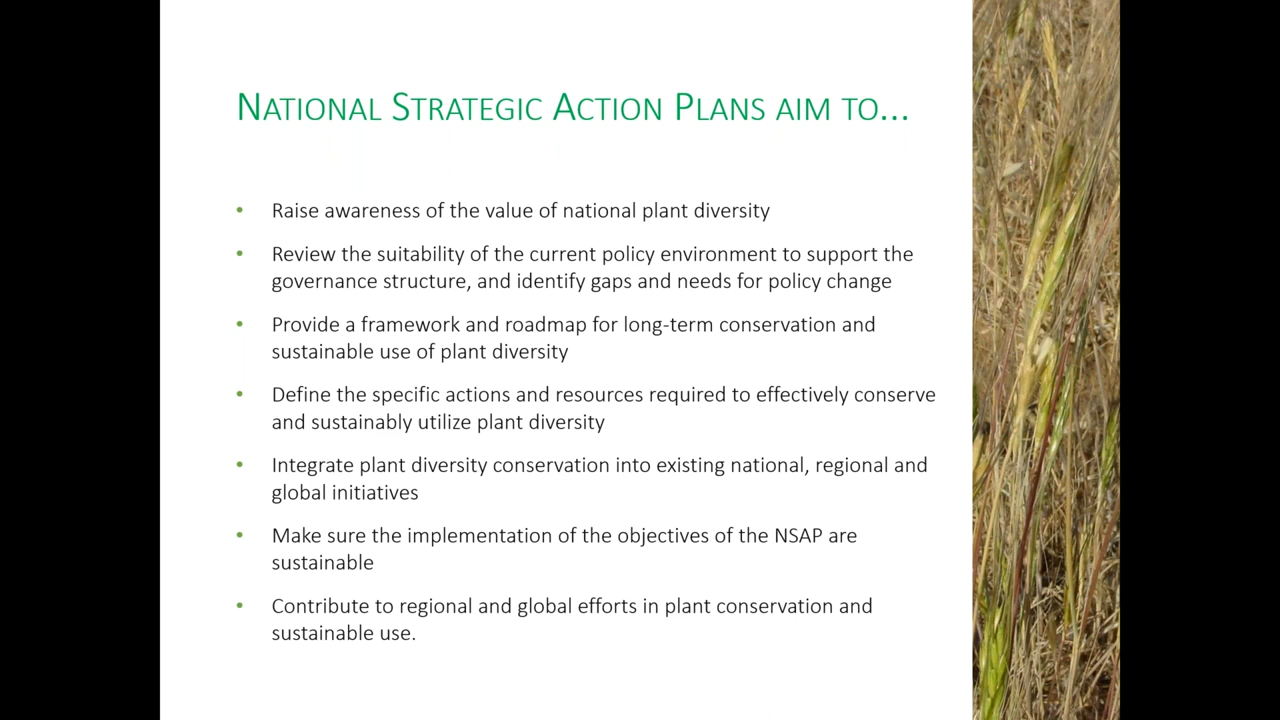 National Strategic Action Plans aim to...
• Raise awareness of the value of national plant diversity
• Review the suitability of the current policy environment to support the
governance structure, and identify gaps and needs for policy change
• Provide a framework and roadmap for long-term conservation and
sustainable use of plant diversity
• Define the specific actions and resources required to effectively conserve
and sustainably utilize plant diversity
• Integrate plant diversity conservation into existing national, regional and
global initiatives
• Make sure the implementation of the objectives of the NSAP are
sustainable
• Contribute to regional and global efforts in plant conservation and
sustainable use.